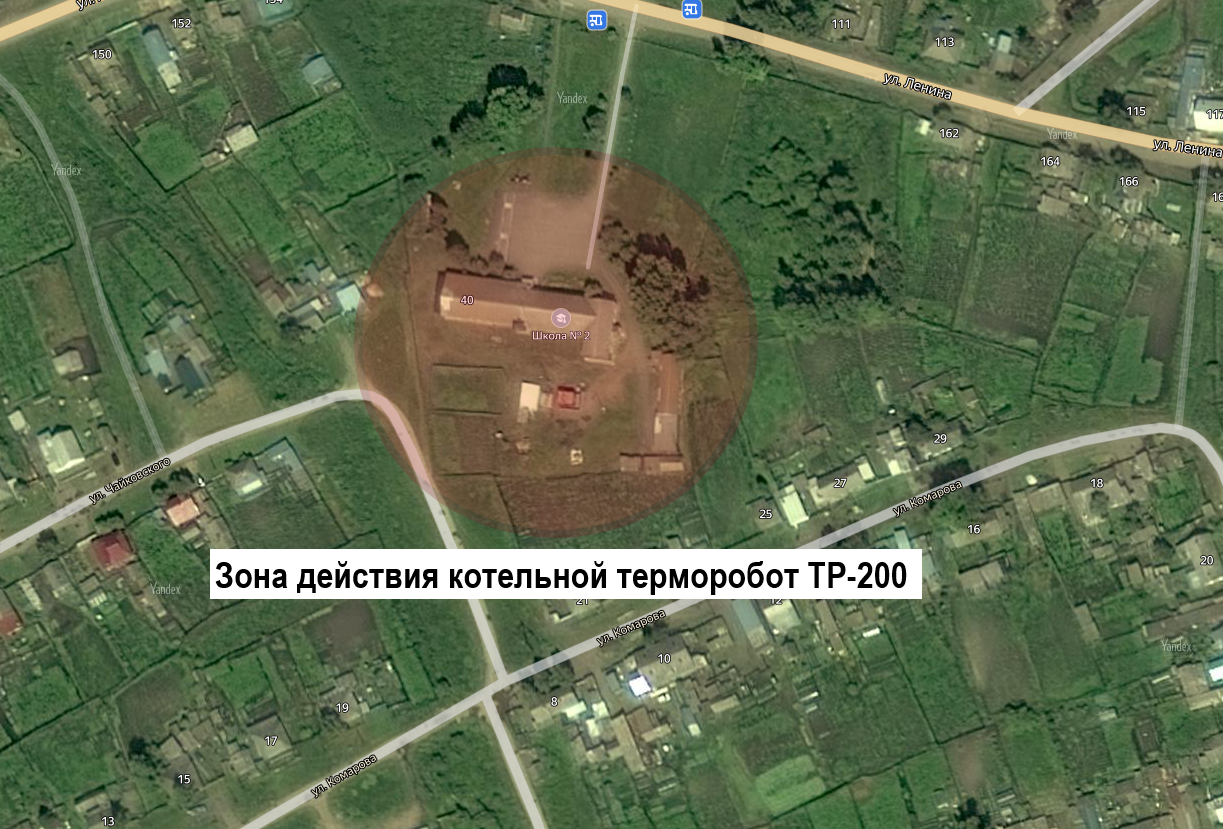 ул.
152
150
111
113
ул. Ленина
Yandex
115
117
162
Yandex
ул. Ленина
164
Yandex
166
40
Школа № 2
29
ул. Чайковского
27
18
ул. Комарова
25
16
20
Зона действия котельной терморобот ТР-200
Yandex
21
12
ул. Комарова
Yandex
10
8
19
17
ул. Комарова
15
13